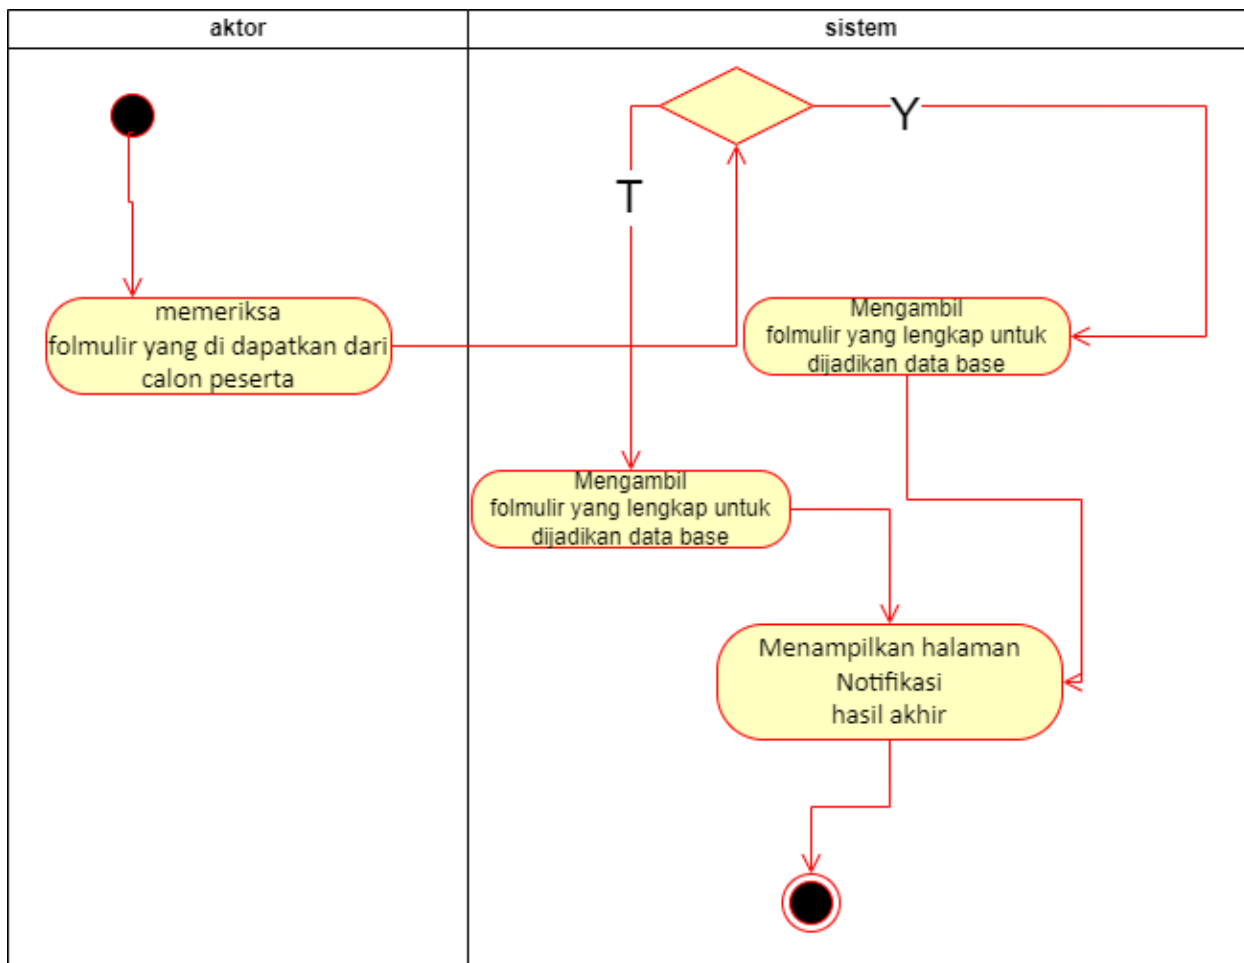 aktor
sistem
Y
T
memeriksa
folmulir yang di dapatkan dari
calon peserta
Mengambil
folmulir yang lengkap untuk
dijadikan data base
Mengambil
folmulir yang lengkap untuk
dijadikan data base
Menampilkan halaman
Notifikasi
hasil akhir